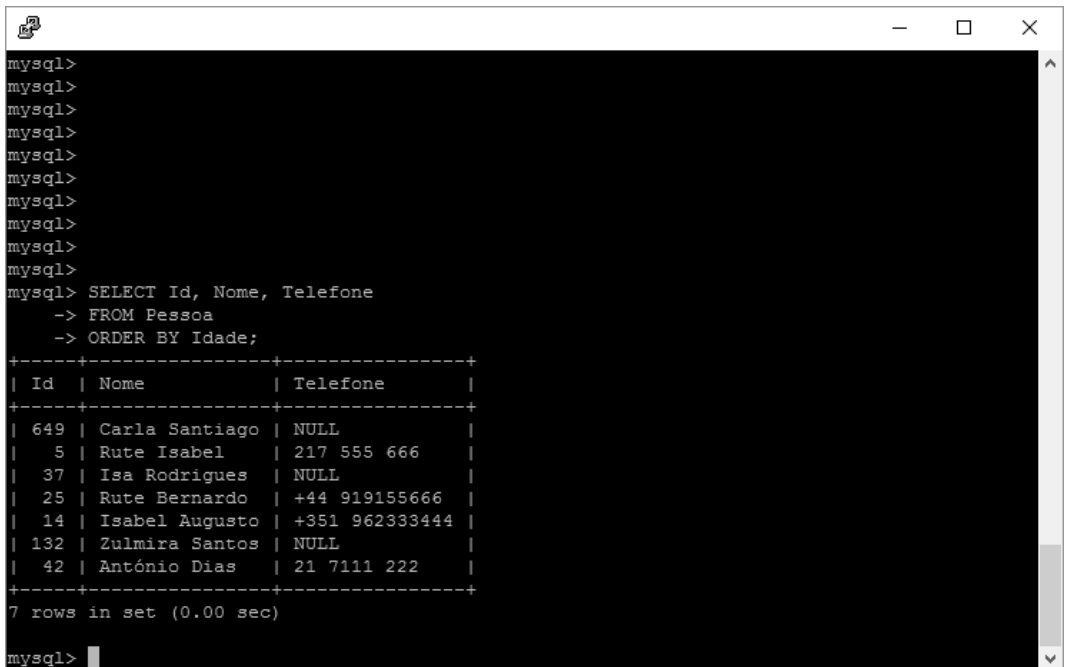 mysql>
mysql>
mysql>
mysql>
mysql>
mysql>
mysql>
mysql>
mysql>
mysql>
mysql> SELECT Id, Nome, Telefone
    -> FROM Pessoa
    -> ORDER BY Idade;
+-----+----------------+----------------+
| Id  | Nome           | Telefone       |
+-----+----------------+----------------+
| 649 | Carla Santiago | NULL           |
|   5 | Rute Isabel    | 217 555 666    |
|  37 | Isa Rodrigues  | NULL           |
|  25 | Rute Bernardo  | +44 919155666  |
|  14 | Isabel Augusto | +351 962333444 |
| 132 | Zulmira Santos | NULL           |
|  42 | António Dias   | 21 7111 222    |
+-----+----------------+----------------+
7 rows in set (0.00 sec)
mysql>